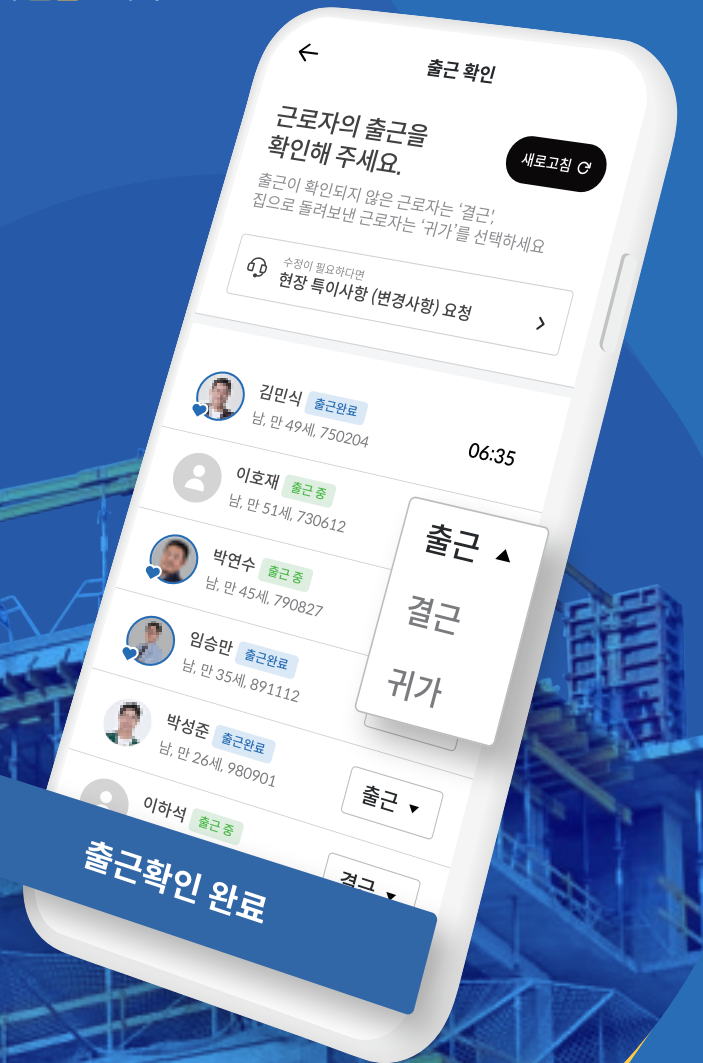 출근 확인
근로자의 출근을
확인해 주세요.
새로고침
출근이 확인되지 않은 근로자는 ‘결근’,
집으로 돌려보낸 근로자는 ‘귀가’를 선택하세요
수정이 필요하다면
현장 특이사항 (변경사항) 요청
김민식 출근완료
남, 만 49세, 750204
06:35
이호재 출근 중
남, 만 51세, 730612
출근 ▲
결근
귀가
박연수 출근 중
남, 만 45세, 790827
임승만 출근완료
남, 만 35세, 891112
박성준 출근완료
남, 만 26세, 980901
출근 ▼
이하석 출근 중
결근 ▼
출근확인 완료